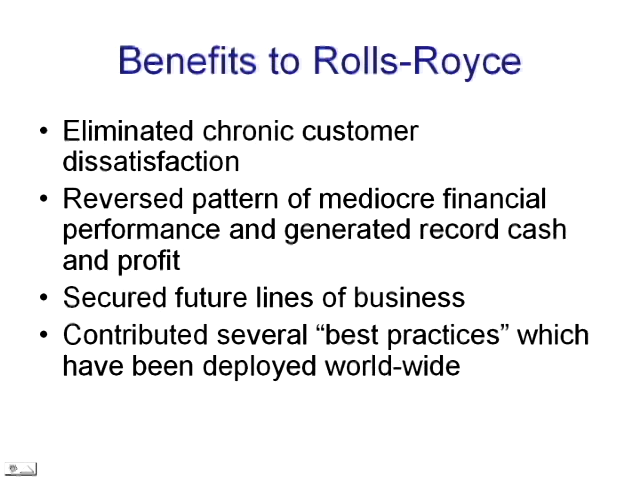 Benefits to Rolls-Royce
• Eliminated chronic customer
dissatisfaction
• Reversed pattern of mediocre financial
performance and generated record cash
and profit
• Secured future lines of business
• Contributed several “best practices” which
have been deployed world-wide